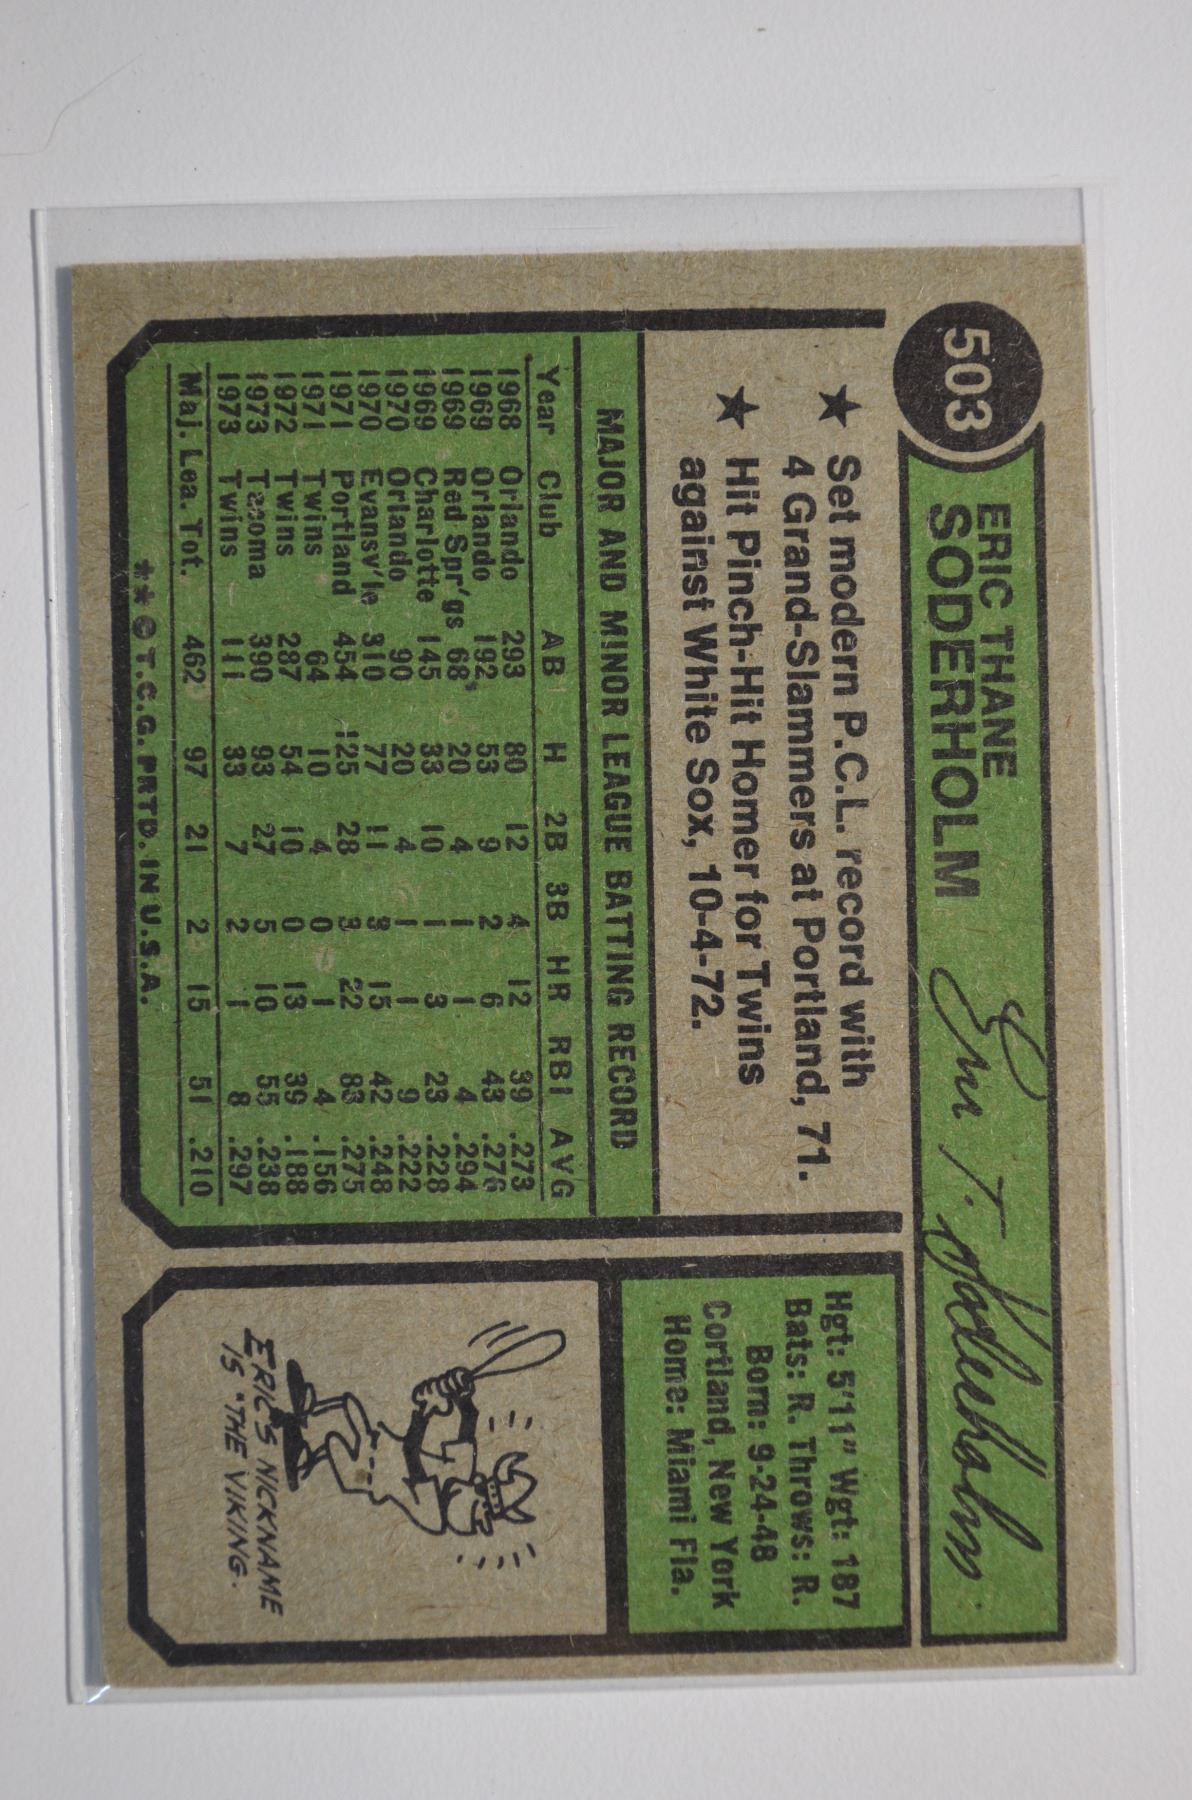 503
ERIC THANE
SODERHOLM
Eric T. Soderholm
★ Set modern P.C.L. record with
4 Grand-Slammers at Portland, 71.
★ Hit Pinch-Hit Homer for Twins
against White Sox, 10-4-72.
Hgt: 5'11" Wgt: 187
Bats: R. Throws: R.
Born: 9-24-48
Cortland, New York
Home: Miami Fla.
MAJOR AND MINOR LEAGUE BATTING RECORD
Year Club AB H 2B 3B HR RBI AVG
1968 Orlando 293 80 12 4 12 39 .273
1969 Orlando 192 53 9 2 6 43 .276
1969 Red Spr'gs 68 20 4 1 1 4 .294
1969 Charlotte 145 33 10 1 3 23 .228
1970 Orlando 90 20 4 1 1 9 .222
1970 Evansv'le 310 77 11 3 15 42 .248
1971 Portland 454 125 28 3 22 83 .275
1971 Twins 64 10 4 0 1 4 .156
1972 Twins 287 54 10 0 13 39 .188
1973 Tacoma 390 93 27 5 10 55 .238
1973 Twins 111 33 7 2 1 8 .297
Maj. Lea. Tot. 462 97 21 2 15 51 .210
**© T.C.G. PRTD. IN U.S.A.
ERIC'S NICKNAME
IS "THE VIKING.